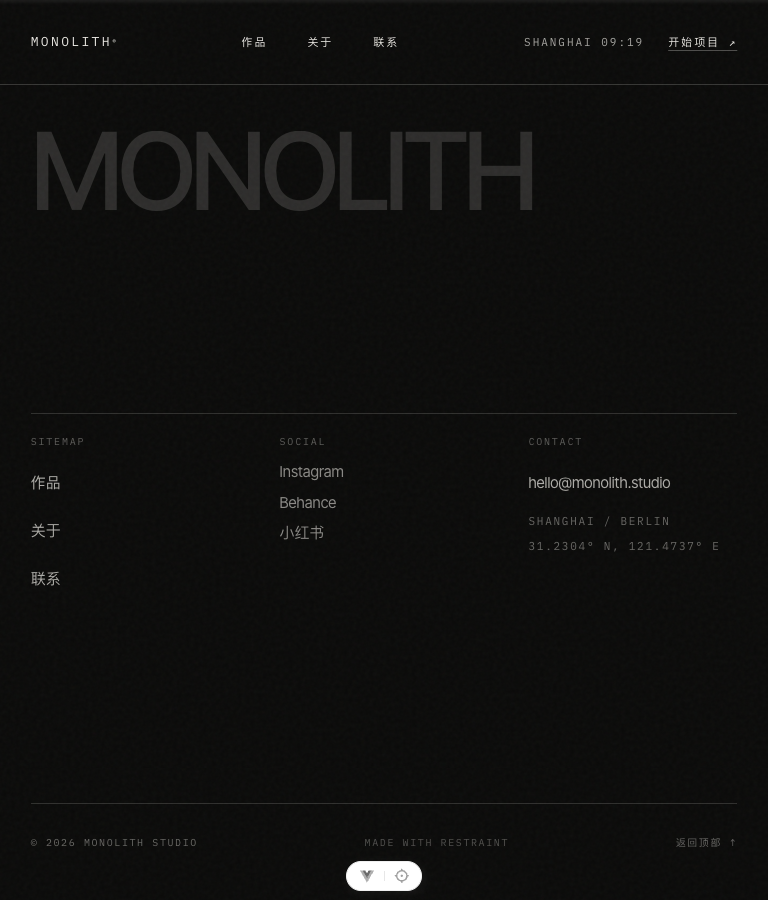 MONOLITH®
作品
关于
联系
SHANGHAI 09:19
开始项目 ↗
MONOLITH
SITEMAP
作品
关于
联系
SOCIAL
Instagram
Behance
小红书
CONTACT
hello@monolith.studio
SHANGHAI / BERLIN
31.2304° N, 121.4737° E
© 2026 MONOLITH STUDIO
MADE WITH RESTRAINT
返回顶部 ↑